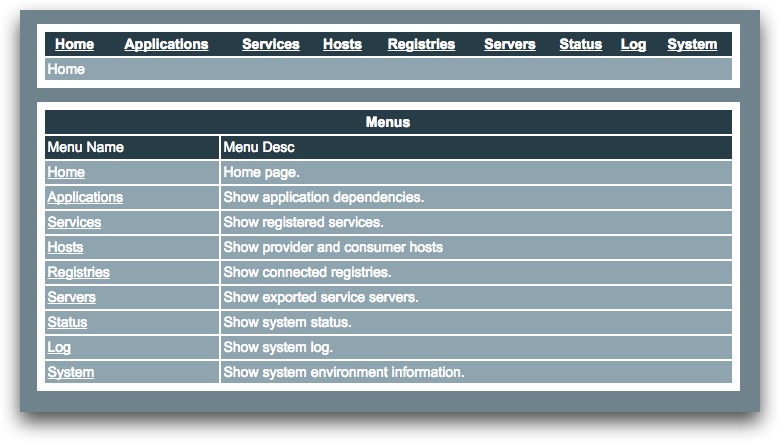 Home Applications Services Hosts Registries Servers Status Log System
Home
Menus
Menu Name Menu Desc
Home Home page.
Applications Show application dependencies.
Services Show registered services.
Hosts Show provider and consumer hosts
Registries Show connected registries.
Servers Show exported service servers.
Status Show system status.
Log Show system log.
System Show system environment information.